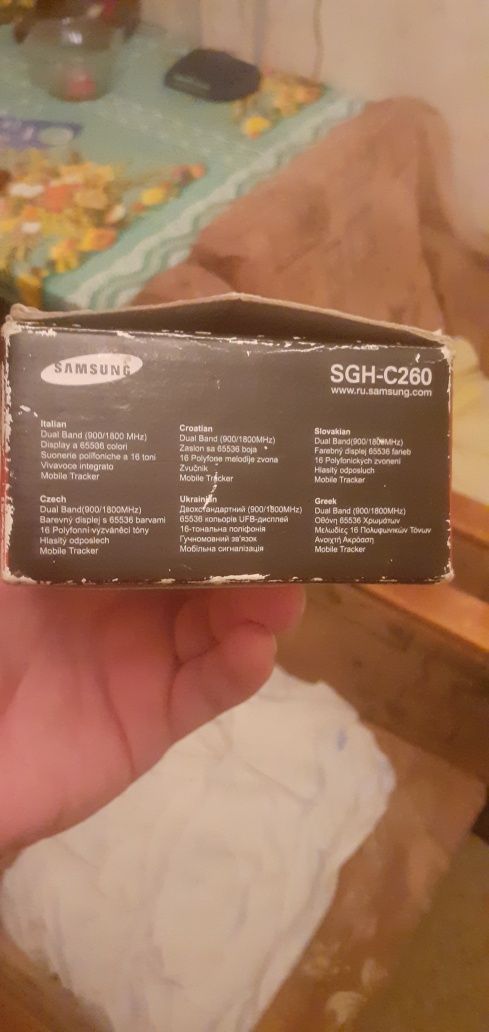 SAMSUNG
SGH-C260
www.ru.samsung.com
Italian
Dual Band (900/1800 MHz)
Display a 65536 colori
Suonerie polifoniche a 16 toni
Vivavoce integrato
Mobile Tracker
Croatian
Dual Band (900/1800MHz)
Zaslon sa 65536 boja
16 Polyfone melodije zvona
Zvučnik
Mobile Tracker
Slovakian
Dual Band(900/1800MHz)
Farebný displej 65536 farieb
16 Polyfonických zvonení
Hlasitý odposluch
Mobile Tracker
Czech
Dual Band(900/1800MHz)
Barevný displej s 65536 barvami
16 Polyfonní vyzváněcí tóny
Hlasitý odposlech
Mobile Tracker
Ukrainian
Двохстандартний (900/1800MHz)
65536 кольорів UFB-дисплей
16-тональна поліфонія
Гучномовний зв'язок
Мобільна сигналізація
Greek
Dual Band (900/1800MHz)
Οθόνη 65536 Χρωμάτων
Μελωδίες 16 Πολυφωνικών Τόνων
Ανοιχτή Ακρόαση
Mobile Tracker